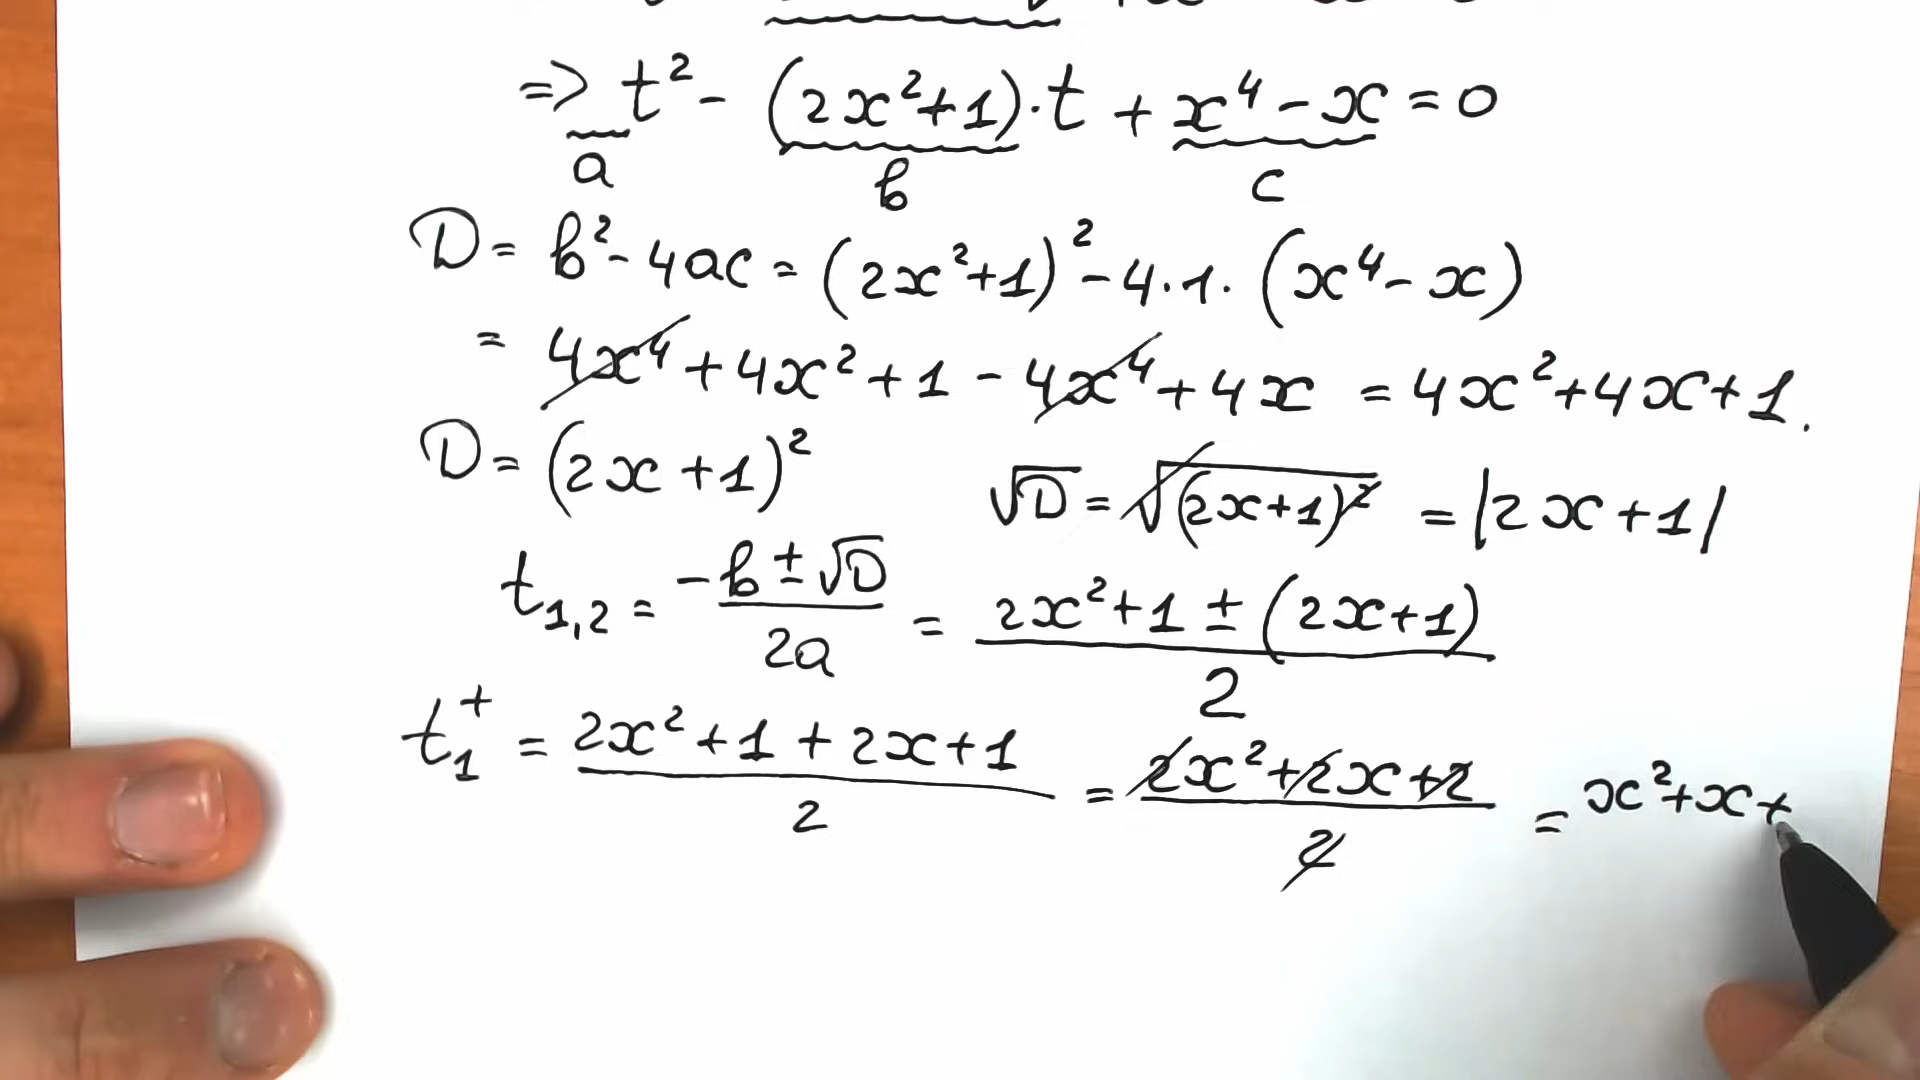 => t² - (2x²+1)·t + x⁴ - x = 0
a b c
D = b² - 4ac = (2x²+1)² - 4·1·(x⁴ - x)
= 4x⁴ + 4x² + 1 - 4x⁴ + 4x = 4x² + 4x + 1.
D = (2x+1)² √D = √(2x+1)² = |2x+1|
t1,2 = (-b ± √D)/2a = (2x²+1 ± (2x+1))/2
t1⁺ = (2x²+1+2x+1)/2 = (2x²+2x+2)/2 = x²+x+